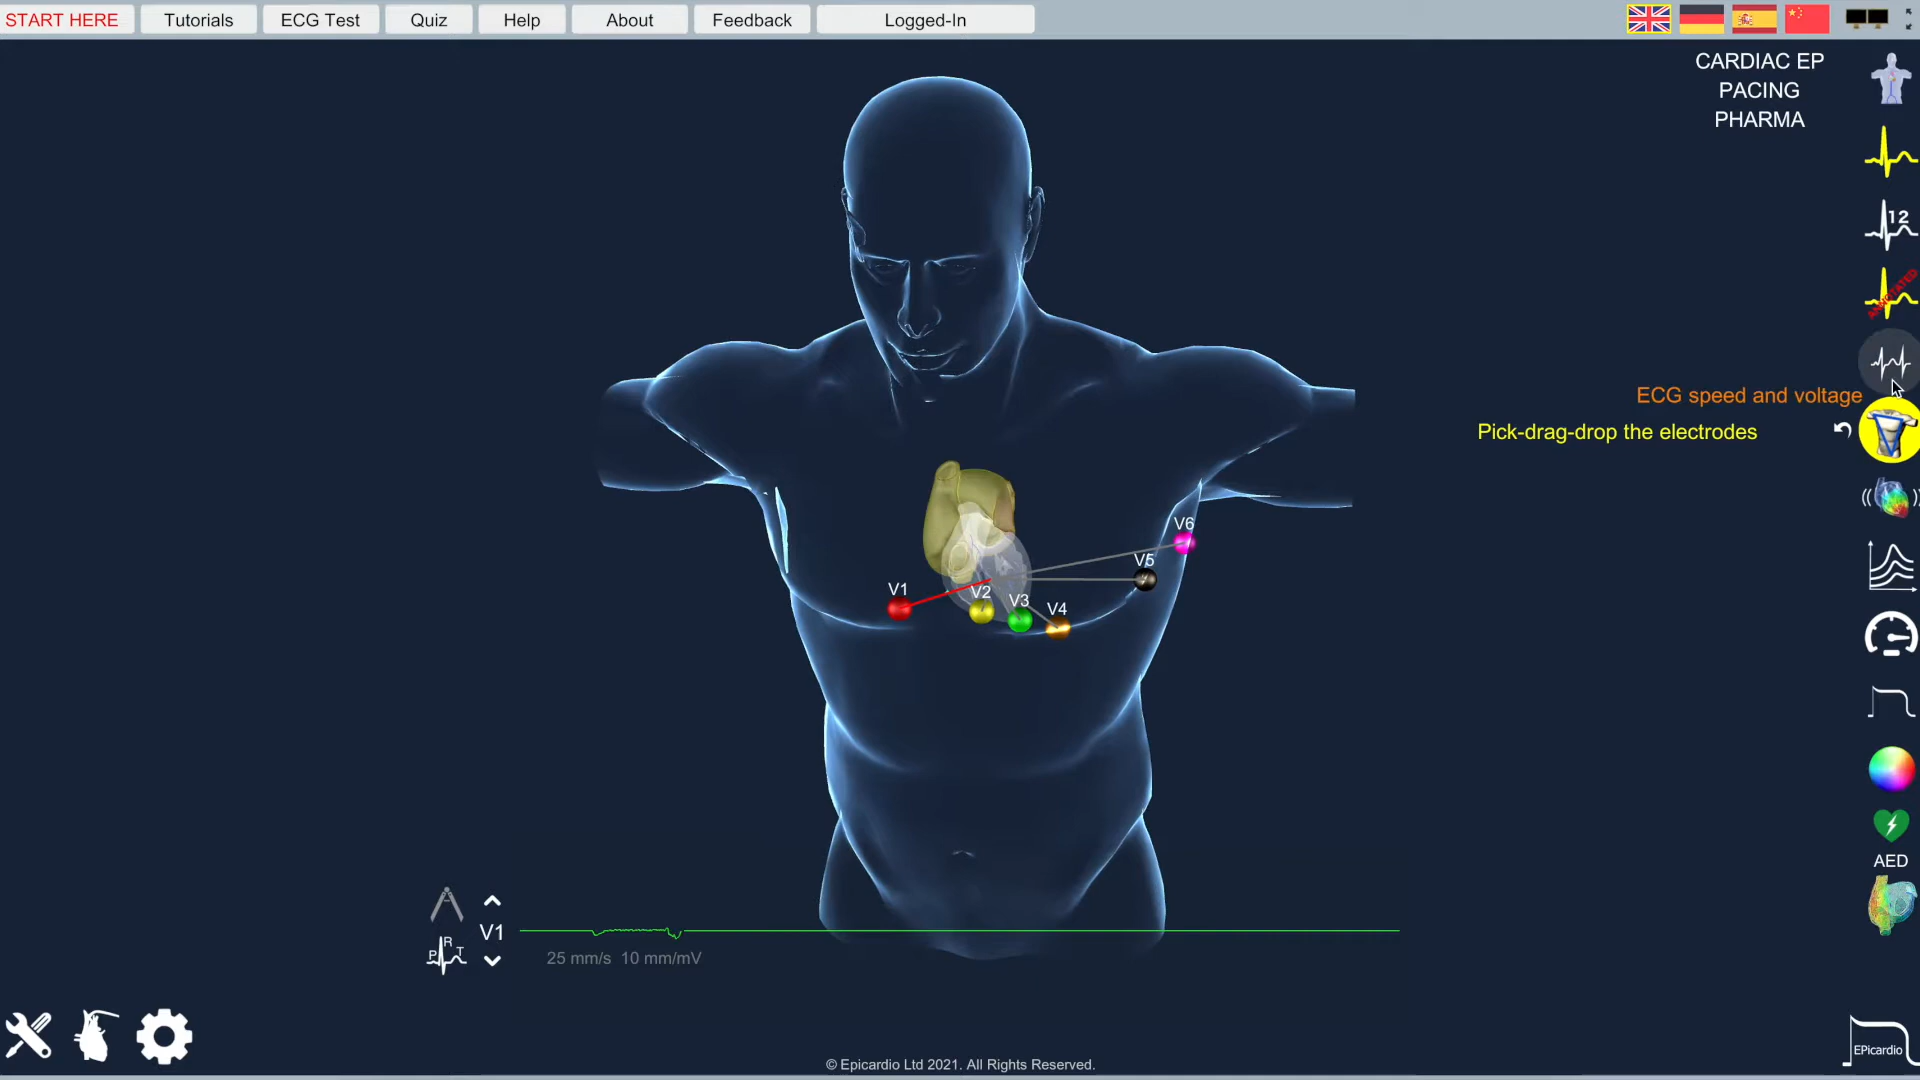 START HERE
Tutorials
ECG Test
Quiz
Help
About
Feedback
Logged-In
CARDIAC EP
PACING
PHARMA
12
ANNOTATED
ECG speed and voltage
Pick-drag-drop the electrodes
V6
V5
V1
V2
V3
V4
AED
V1
P R T
25 mm/s 10 mm/mV
EPicardio
© Epicardio Ltd 2021. All Rights Reserved.